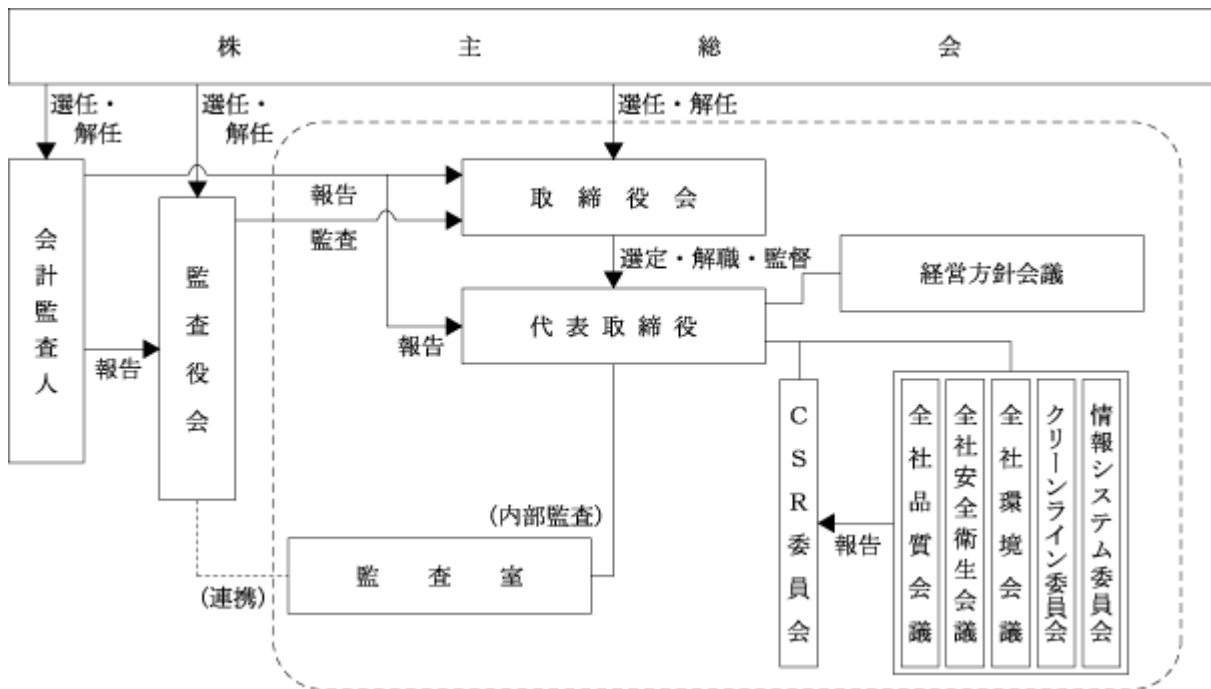 株主総会
選任・
解任
選任・
解任
選任・解任
会計監査人
監査役会
報告
監査
取締役会
選定・解職・監督
経営方針会議
代表取締役
報告
報告
CSR委員会
全社品質会議
全社安全衛生会議
全社環境会議
クリーンライン委員会
情報システム委員会
報告
(内部監査)
監査室
(連携)